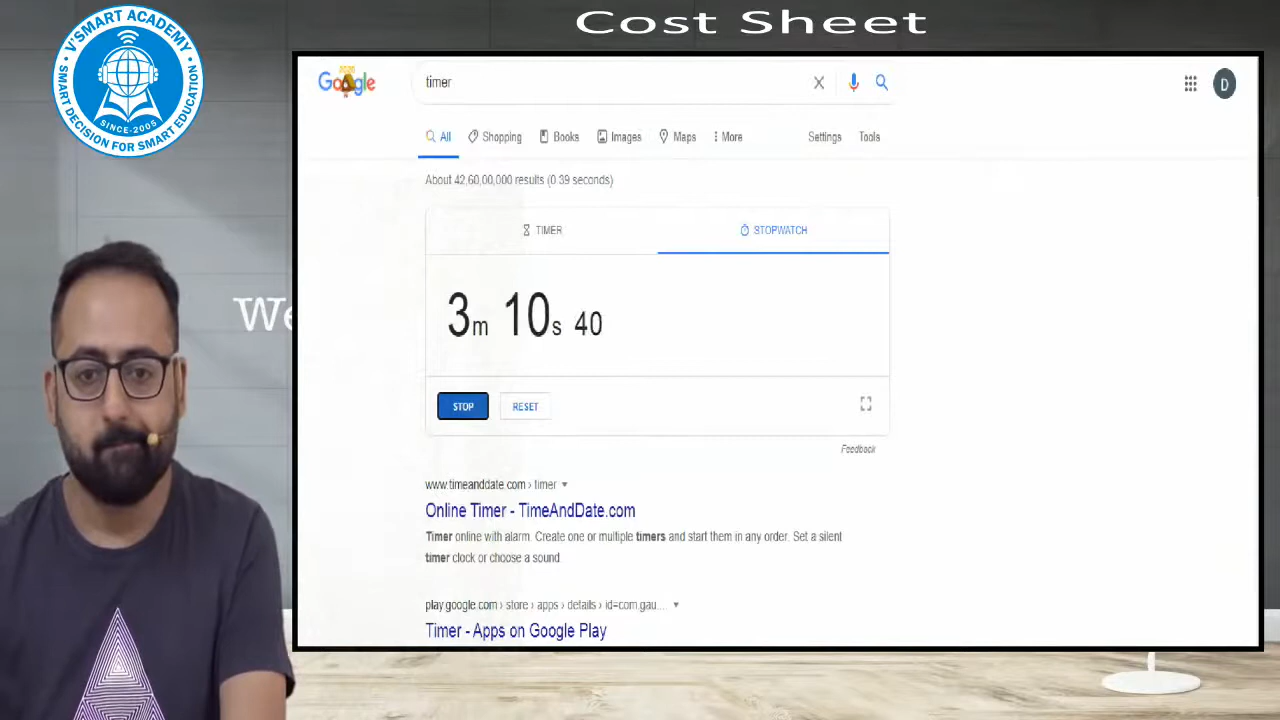 Cost Sheet
V'SMART ACADEMY
SINCE-2005
SMART DECISION FOR SMART EDUCATION
We
Google
timer
D
All
Shopping
Books
Images
Maps
More
Settings
Tools
About 42,60,00,000 results (0.39 seconds)
TIMER
STOPWATCH
3m 10s 40
STOP
RESET
Feedback
www.timeanddate.com › timer
Online Timer - TimeAndDate.com
Timer online with alarm. Create one or multiple timers and start them in any order. Set a silent
timer clock or choose a sound.
play.google.com › store › apps › details › id=com.gau....
Timer - Apps on Google Play